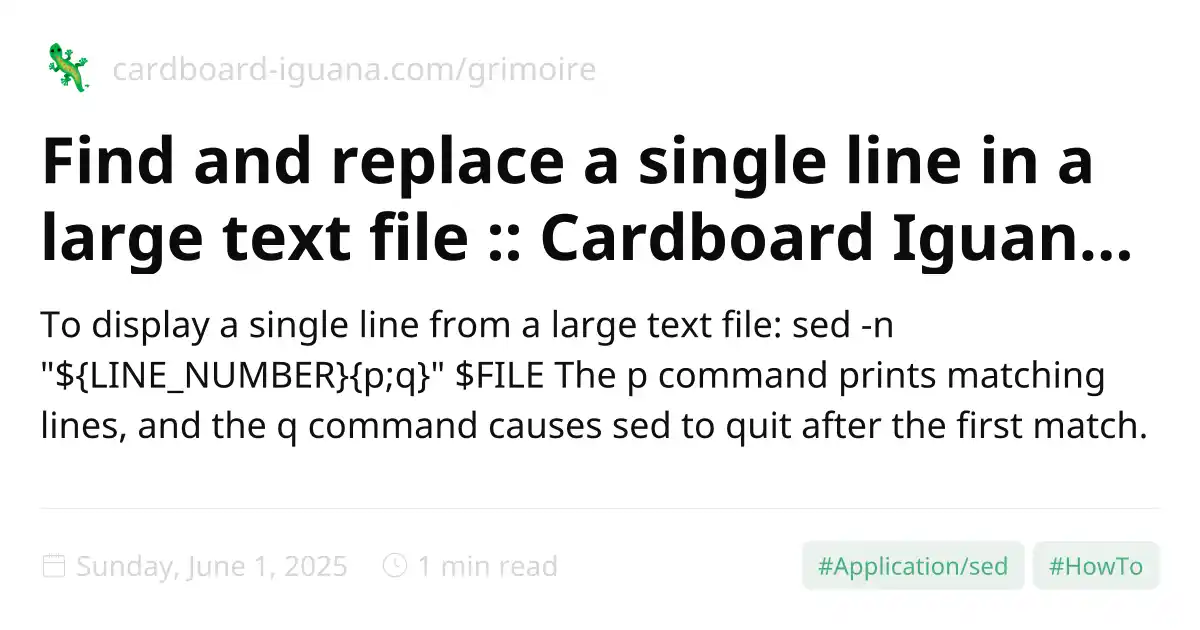 cardboard-iguana.com/grimoire
Find and replace a single line in a
large text file :: Cardboard Iguan...
To display a single line from a large text file: sed -n
"${LINE_NUMBER}{p;q}" $FILE The p command prints matching
lines, and the q command causes sed to quit after the first match.
Sunday, June 1, 2025 1 min read #Application/sed #HowTo